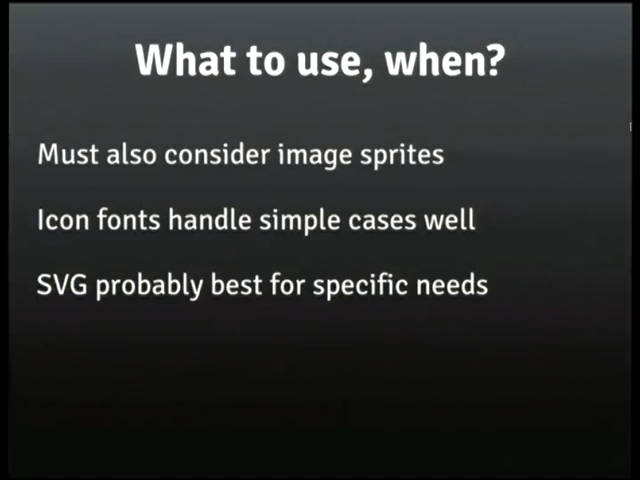 What to use, when?
Must also consider image sprites
Icon fonts handle simple cases well
SVG probably best for specific needs